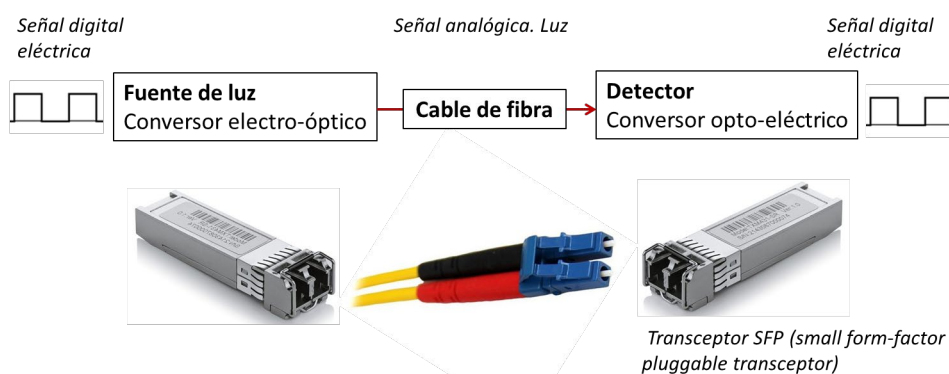 Señal digital
eléctrica
Señal analógica. Luz
Señal digital
eléctrica
Fuente de luz
Conversor electro-óptico
Cable de fibra
Detector
Conversor opto-eléctrico
Transceptor SFP (small form-factor
pluggable transceptor)